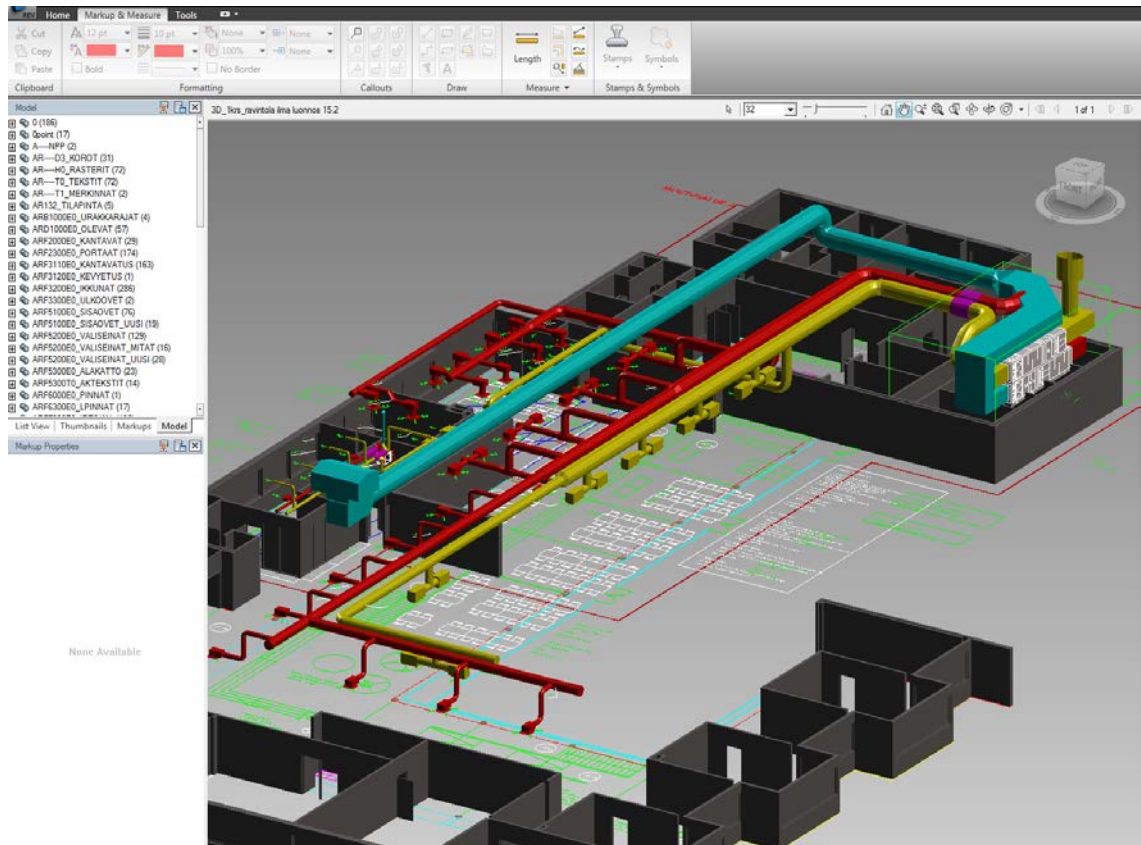 REV Home Markup & Measure Tools
Cut
Copy
Paste
Clipboard
12 pt 10 pt
Bold
None None
100% None
No Border
Formatting
Callouts
Draw
Length
Measure
Stamps Symbols
Stamps & Symbols
Model
0 (186)
0point (17)
A----NPP (2)
AR----D3_KOROT (31)
AR----H0_RASTERIT (72)
AR----T0_TEKSTIT (72)
AR----T1_MERKINNAT (2)
AR132_TILAPINTA (5)
ARB1000E0_URAKKARAJAT (4)
ARD1000E0_OLEVAT (57)
ARF2000E0_KANTAVAT (29)
ARF2300E0_PORTAAT (174)
ARF3110E0_KANTAVATUS (163)
ARF3120E0_KEVYETUS (1)
ARF3200E0_IKKUNAT (286)
ARF3300E0_ULKOOVET (2)
ARF5100E0_SISAOVET (76)
ARF5100E0_SISAOVET_UUSI (19)
ARF5200E0_VALISEINAT (129)
ARF5200E0_VALISEINAT_MITAT (16)
ARF5200E0_VALISEINAT_UUSI (28)
ARF5300E0_ALAKATTO (23)
ARF5300T0_AKTEKSTIT (14)
ARF6000E0_PINNAT (1)
ARF6300E0_LPINNAT (17)
List View Thumbnails Markups Model
Markup Properties
None Available
3D_1krs_ravintola ilma luonnos 15.2
32
1 of 1
TOP
FRONT